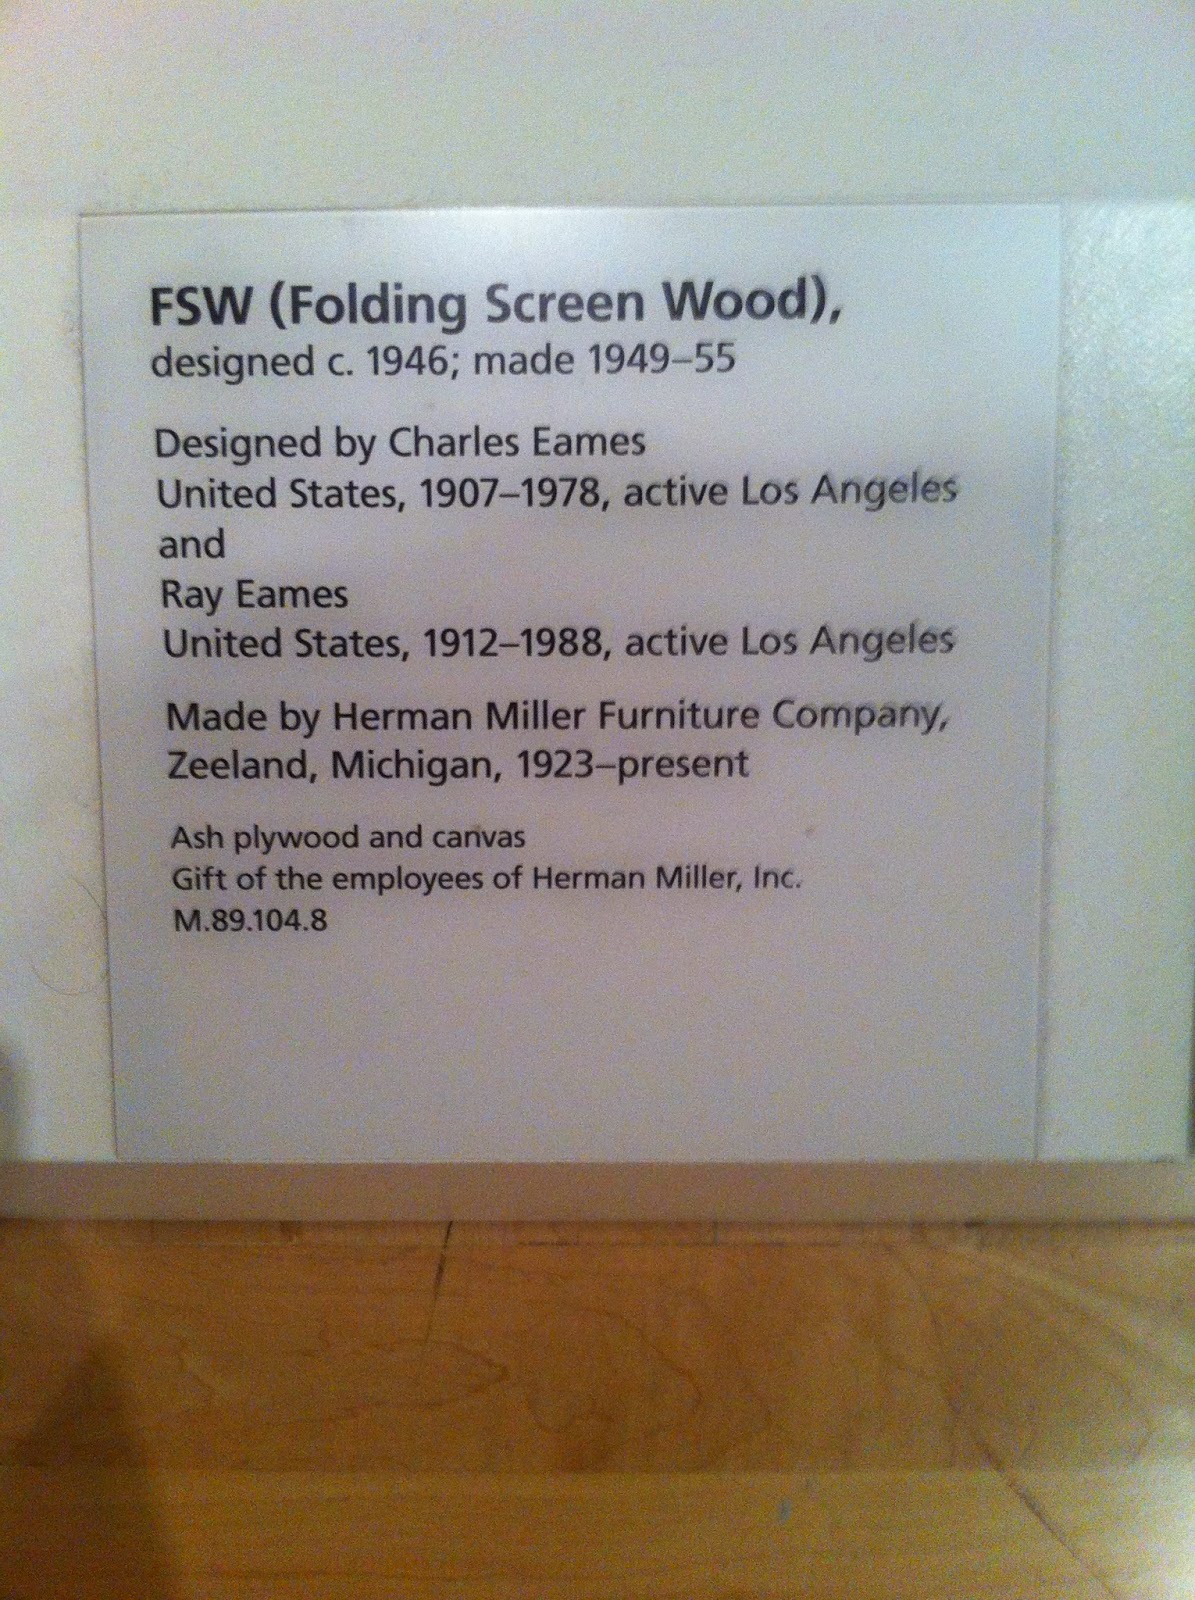 FSW (Folding Screen Wood),
designed c. 1946; made 1949–55
Designed by Charles Eames
United States, 1907–1978, active Los Angeles
and
Ray Eames
United States, 1912–1988, active Los Angeles
Made by Herman Miller Furniture Company,
Zeeland, Michigan, 1923–present
Ash plywood and canvas
Gift of the employees of Herman Miller, Inc.
M.89.104.8